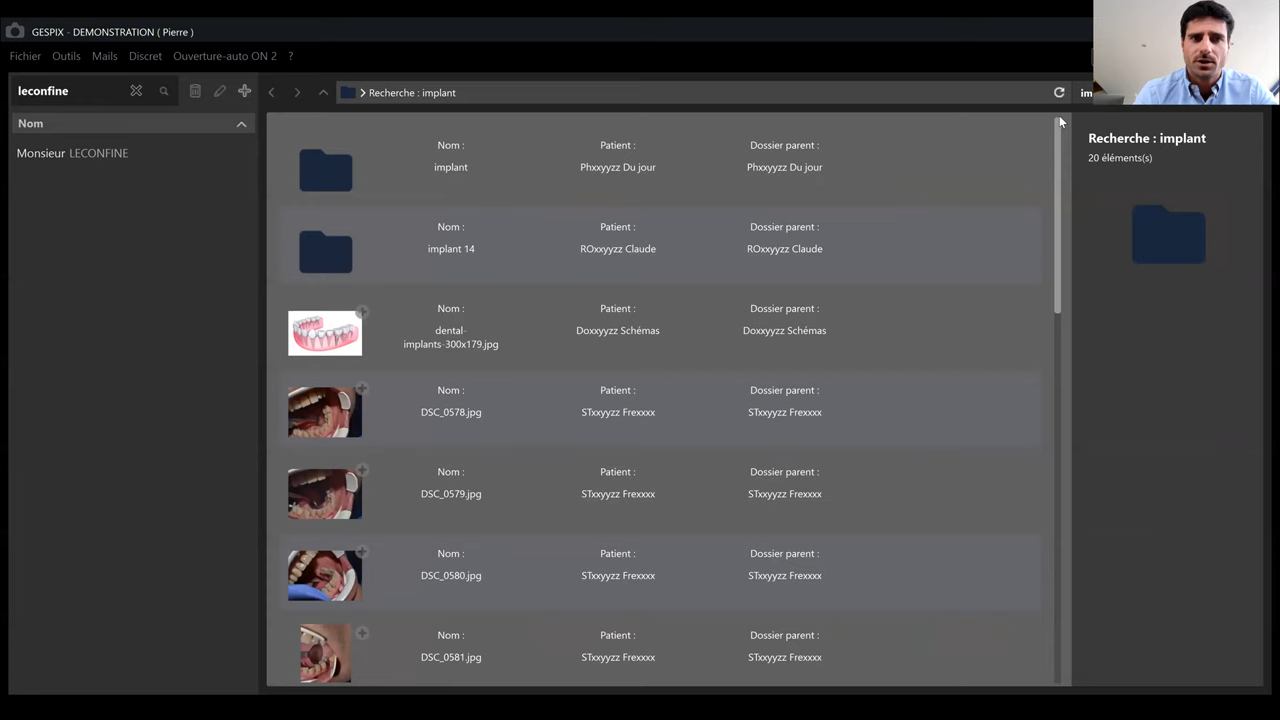 GESPIX - DEMONSTRATION ( Pierre )
Fichier Outils Mails Discret Ouverture-auto ON 2 ?
leconfine
Recherche : implant
im
Nom
Monsieur LECONFINE
Recherche : implant
20 éléments(s)
Nom : Patient : Dossier parent :
implant Phxxyyzz Du jour Phxxyyzz Du jour
Nom : Patient : Dossier parent :
implant 14 ROxxyyzz Claude ROxxyyzz Claude
Nom : Patient : Dossier parent :
dental- Doxxyyzz Schémas Doxxyyzz Schémas
implants-300x179.jpg
Nom : Patient : Dossier parent :
DSC_0578.jpg STxxyyzz Frexxxx STxxyyzz Frexxxx
Nom : Patient : Dossier parent :
DSC_0579.jpg STxxyyzz Frexxxx STxxyyzz Frexxxx
Nom : Patient : Dossier parent :
DSC_0580.jpg STxxyyzz Frexxxx STxxyyzz Frexxxx
Nom : Patient : Dossier parent :
DSC_0581.jpg STxxyyzz Frexxxx STxxyyzz Frexxxx